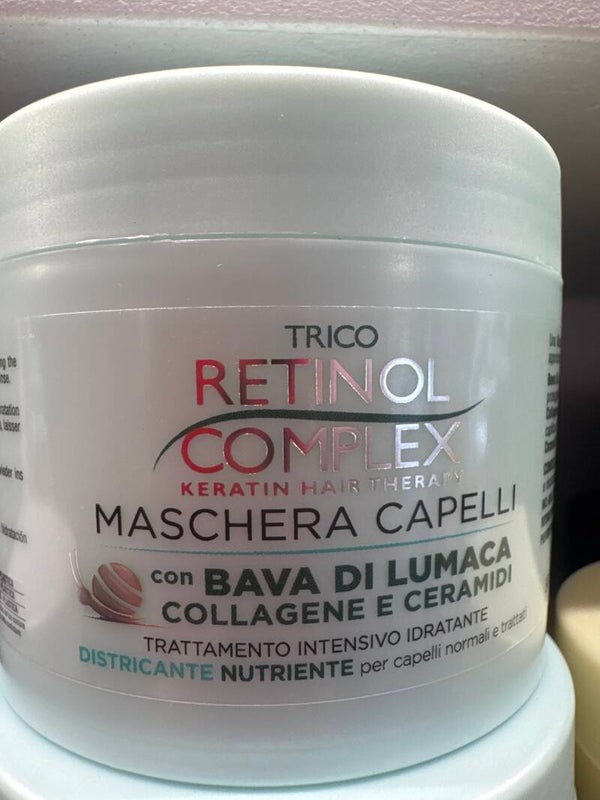 TRICO
RETINOL
COMPLEX
KERATIN HAIR THERAPY
MASCHERA CAPELLI
con BAVA DI LUMACA
COLLAGENE E CERAMIDI
TRATTAMENTO INTENSIVO IDRATANTE
DISTRICANTE NUTRIENTE per capelli normali e trattati